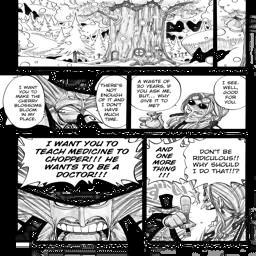 I SEE.
WELL,
GOOD
FOR
YOU.
A WASTE OF
30 YEARS, IF
YOU ASK ME,
BUT... WHY
GIVE IT TO
ME?
THERE'S
NOT
ENOUGH
OF IT
AND I
DON'T
HAVE
MUCH
TIME.
I WANT
YOU TO
MAKE THE
CHERRY
BLOSSOMS
BLOOM IN
MY PLACE.
DON'T BE
RIDICULOUS!!
WHY SHOULD
I DO THAT!!?
AND
ONE
MORE
THING
!!!
I WANT YOU TO
TEACH MEDICINE TO
CHOPPER!!! HE
WANTS TO BE A
DOCTOR!!!